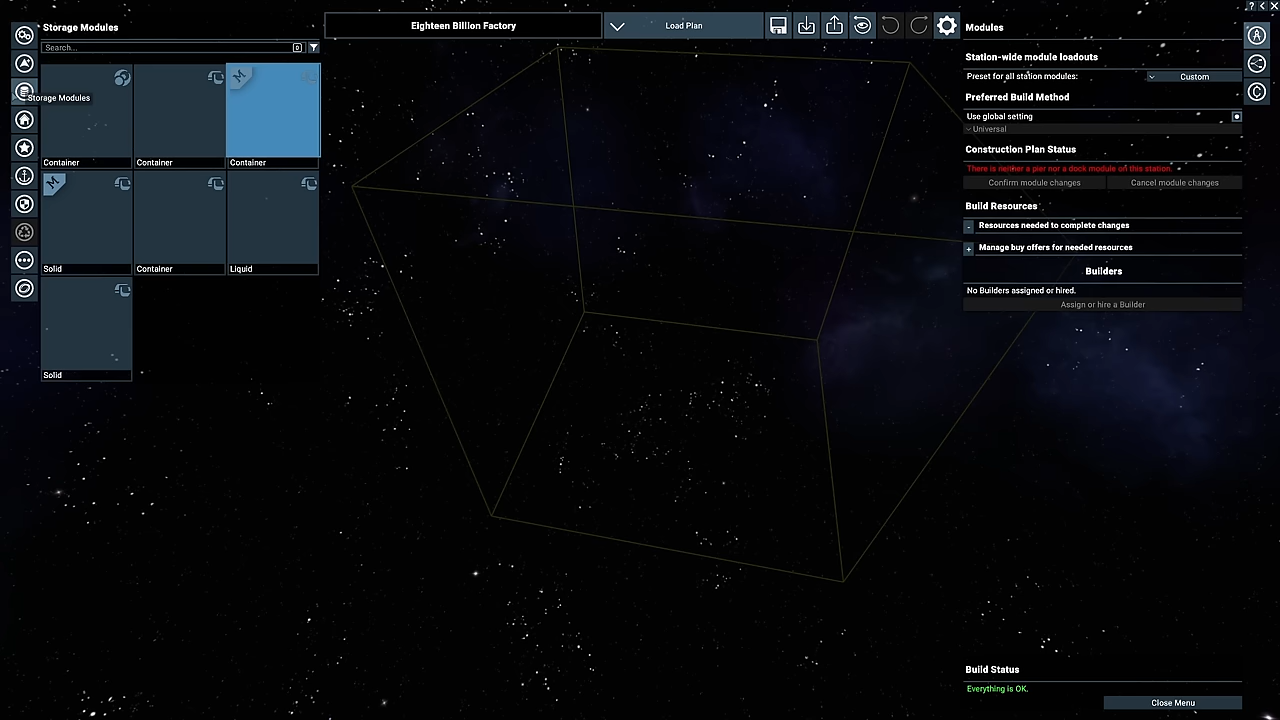 Storage Modules
Search...
Storage Modules
Container
Container
Container
Solid
Container
Liquid
Solid
Eighteen Billion Factory
Load Plan
Modules
Station-wide module loadouts
Preset for all station modules:
Custom
Preferred Build Method
Use global setting
Universal
Construction Plan Status
There is neither a pier nor a dock module on this station.
Confirm module changes
Cancel module changes
Build Resources
- Resources needed to complete changes
+ Manage buy offers for needed resources
Builders
No Builders assigned or hired.
Assign or hire a Builder
Build Status
Everything is OK.
Close Menu